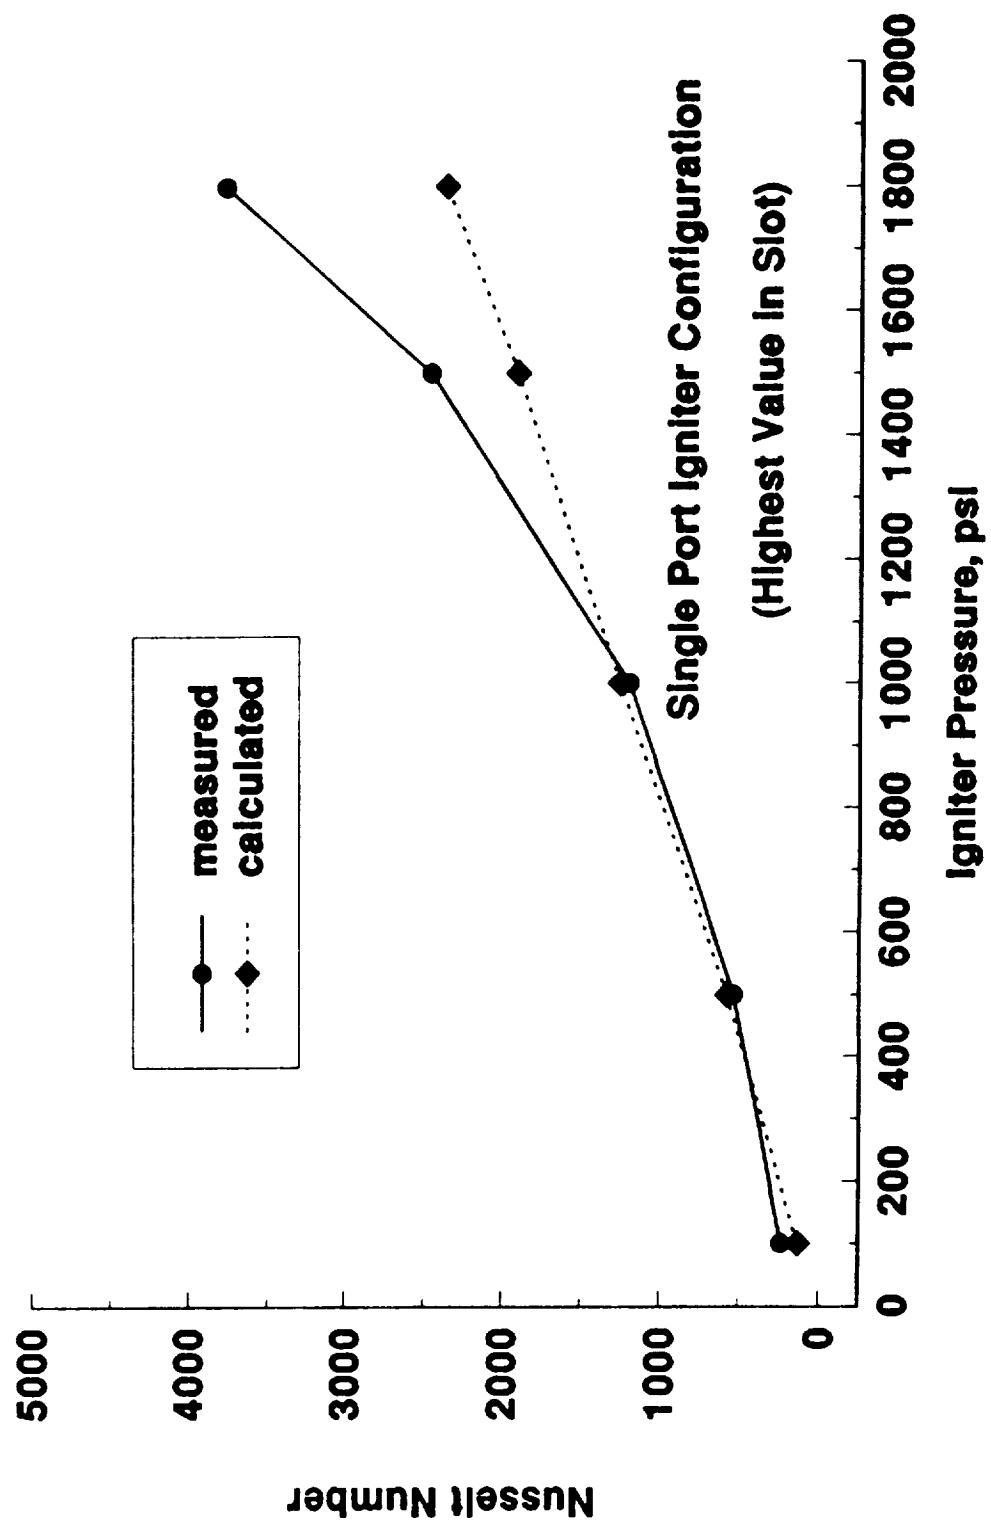 5000
4000
3000
2000
1000
0
Nusselt Number
measured
calculated
Single Port Igniter Configuration
(Highest Value in Slot)
0 200 400 600 800 1000 1200 1400 1600 1800 2000
Igniter Pressure, psi